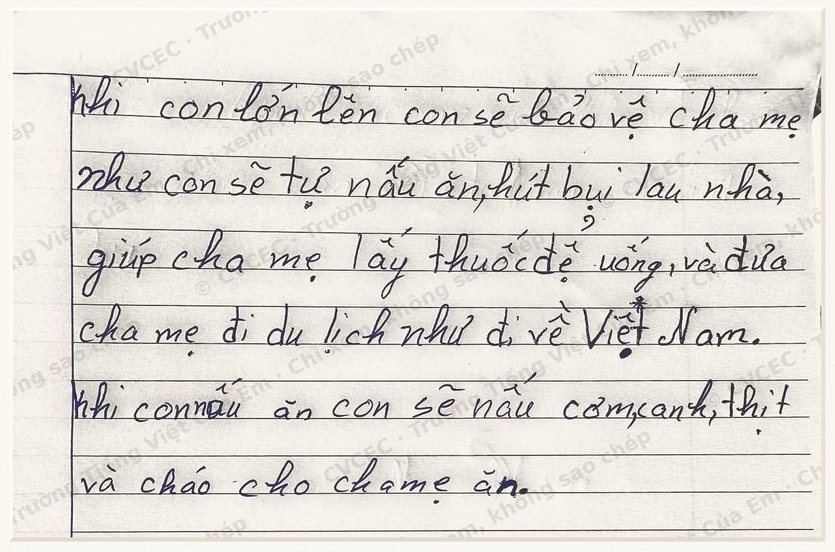 khi con lớn lên con sẽ bảo vệ cha mẹ
như con sẽ tự nấu ăn, hút bụi, lau nhà,
giúp cha mẹ lấy thuốc để uống, và đưa
cha mẹ đi du lịch như đi về Việt Nam.
khi con nấu ăn con sẽ nấu cơm, canh, thịt
và cháo cho cha mẹ ăn.